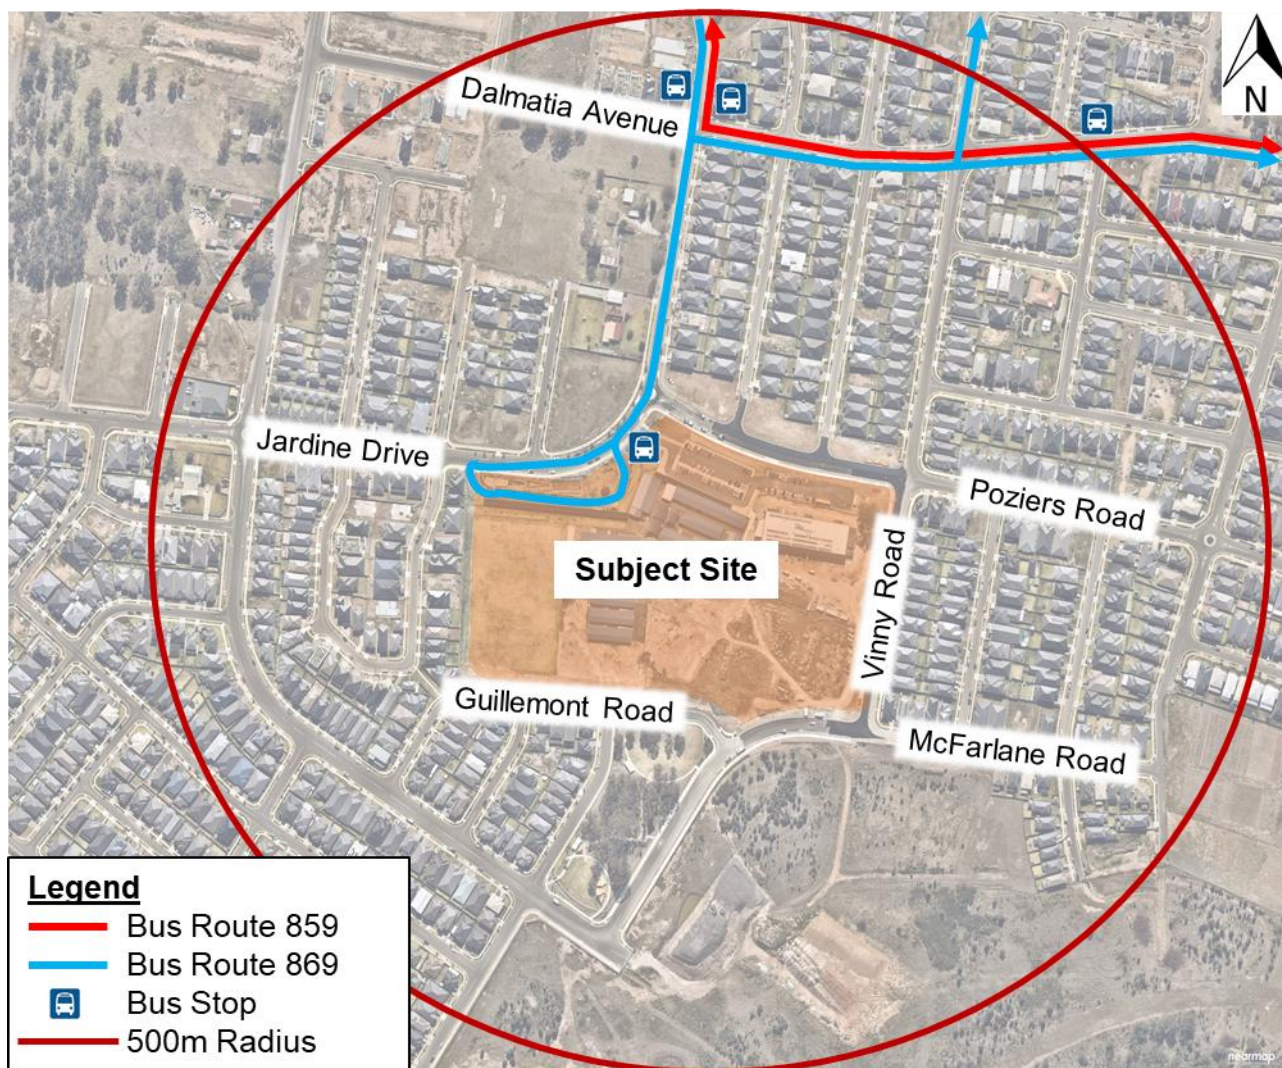 N
Dalmatia Avenue
Jardine Drive
Poziers Road
Subject Site
Vinny Road
Guillemont Road
McFarlane Road
Legend
Bus Route 859
Bus Route 869
Bus Stop
500m Radius
nearmap